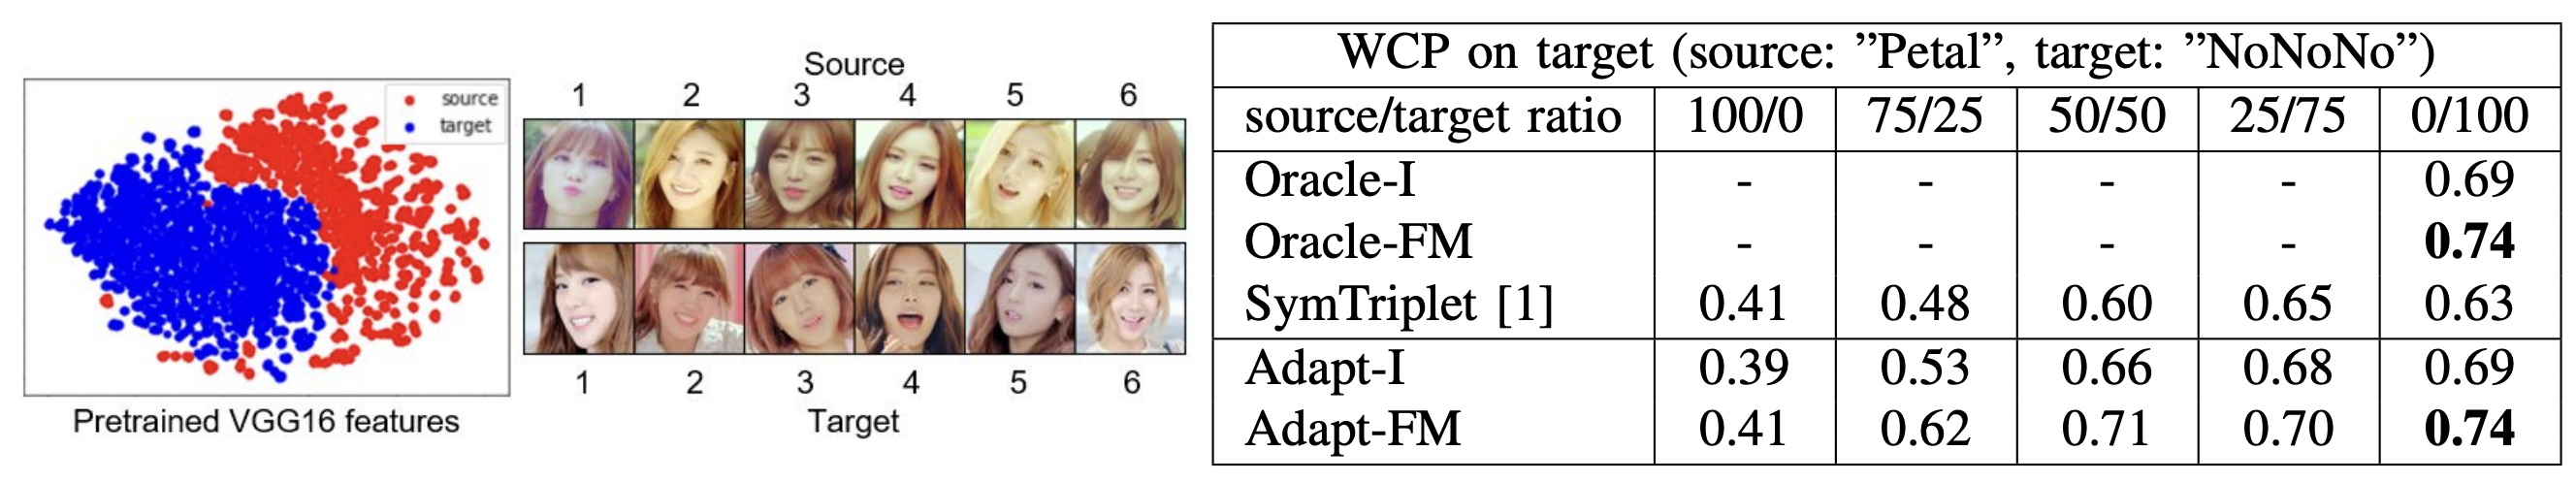 source
target
Pretrained VGG16 features
Source
1 2 3 4 5 6
1 2 3 4 5 6
Target
WCP on target (source: ”Petal”, target: ”NoNoNo”)
source/target ratio 100/0 75/25 50/50 25/75 0/100
Oracle-I - - - - 0.69
Oracle-FM - - - - 0.74
SymTriplet [1] 0.41 0.48 0.60 0.65 0.63
Adapt-I 0.39 0.53 0.66 0.68 0.69
Adapt-FM 0.41 0.62 0.71 0.70 0.74